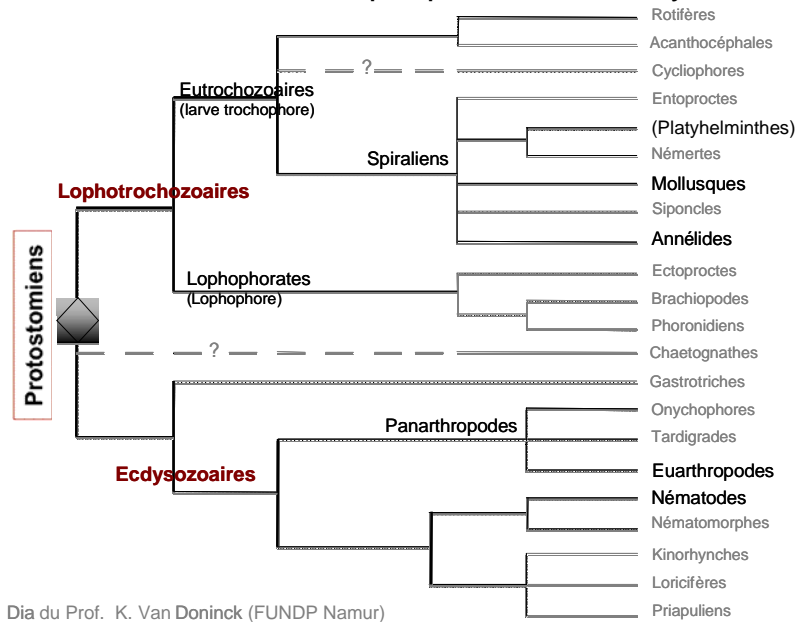 Rotifères
Acanthocéphales
?
Cycliophores
Eutrochozoaires
(larve trochophore)
Entoproctes
(Platyhelminthes)
Spiraliens
Némertes
Lophotrochozoaires
Mollusques
Siponcles
Annélides
Lophophorates
(Lophophore)
Ectoproctes
Brachiopodes
Phoronidiens
Protostomiens
?
Chaetognathes
Gastrotriches
Onychophores
Panarthropodes
Tardigrades
Ecdysozoaires
Euarthropodes
Nématodes
Nématomorphes
Kinorhynches
Loricifères
Priapuliens
Dia du Prof. K. Van Doninck (FUNDP Namur)